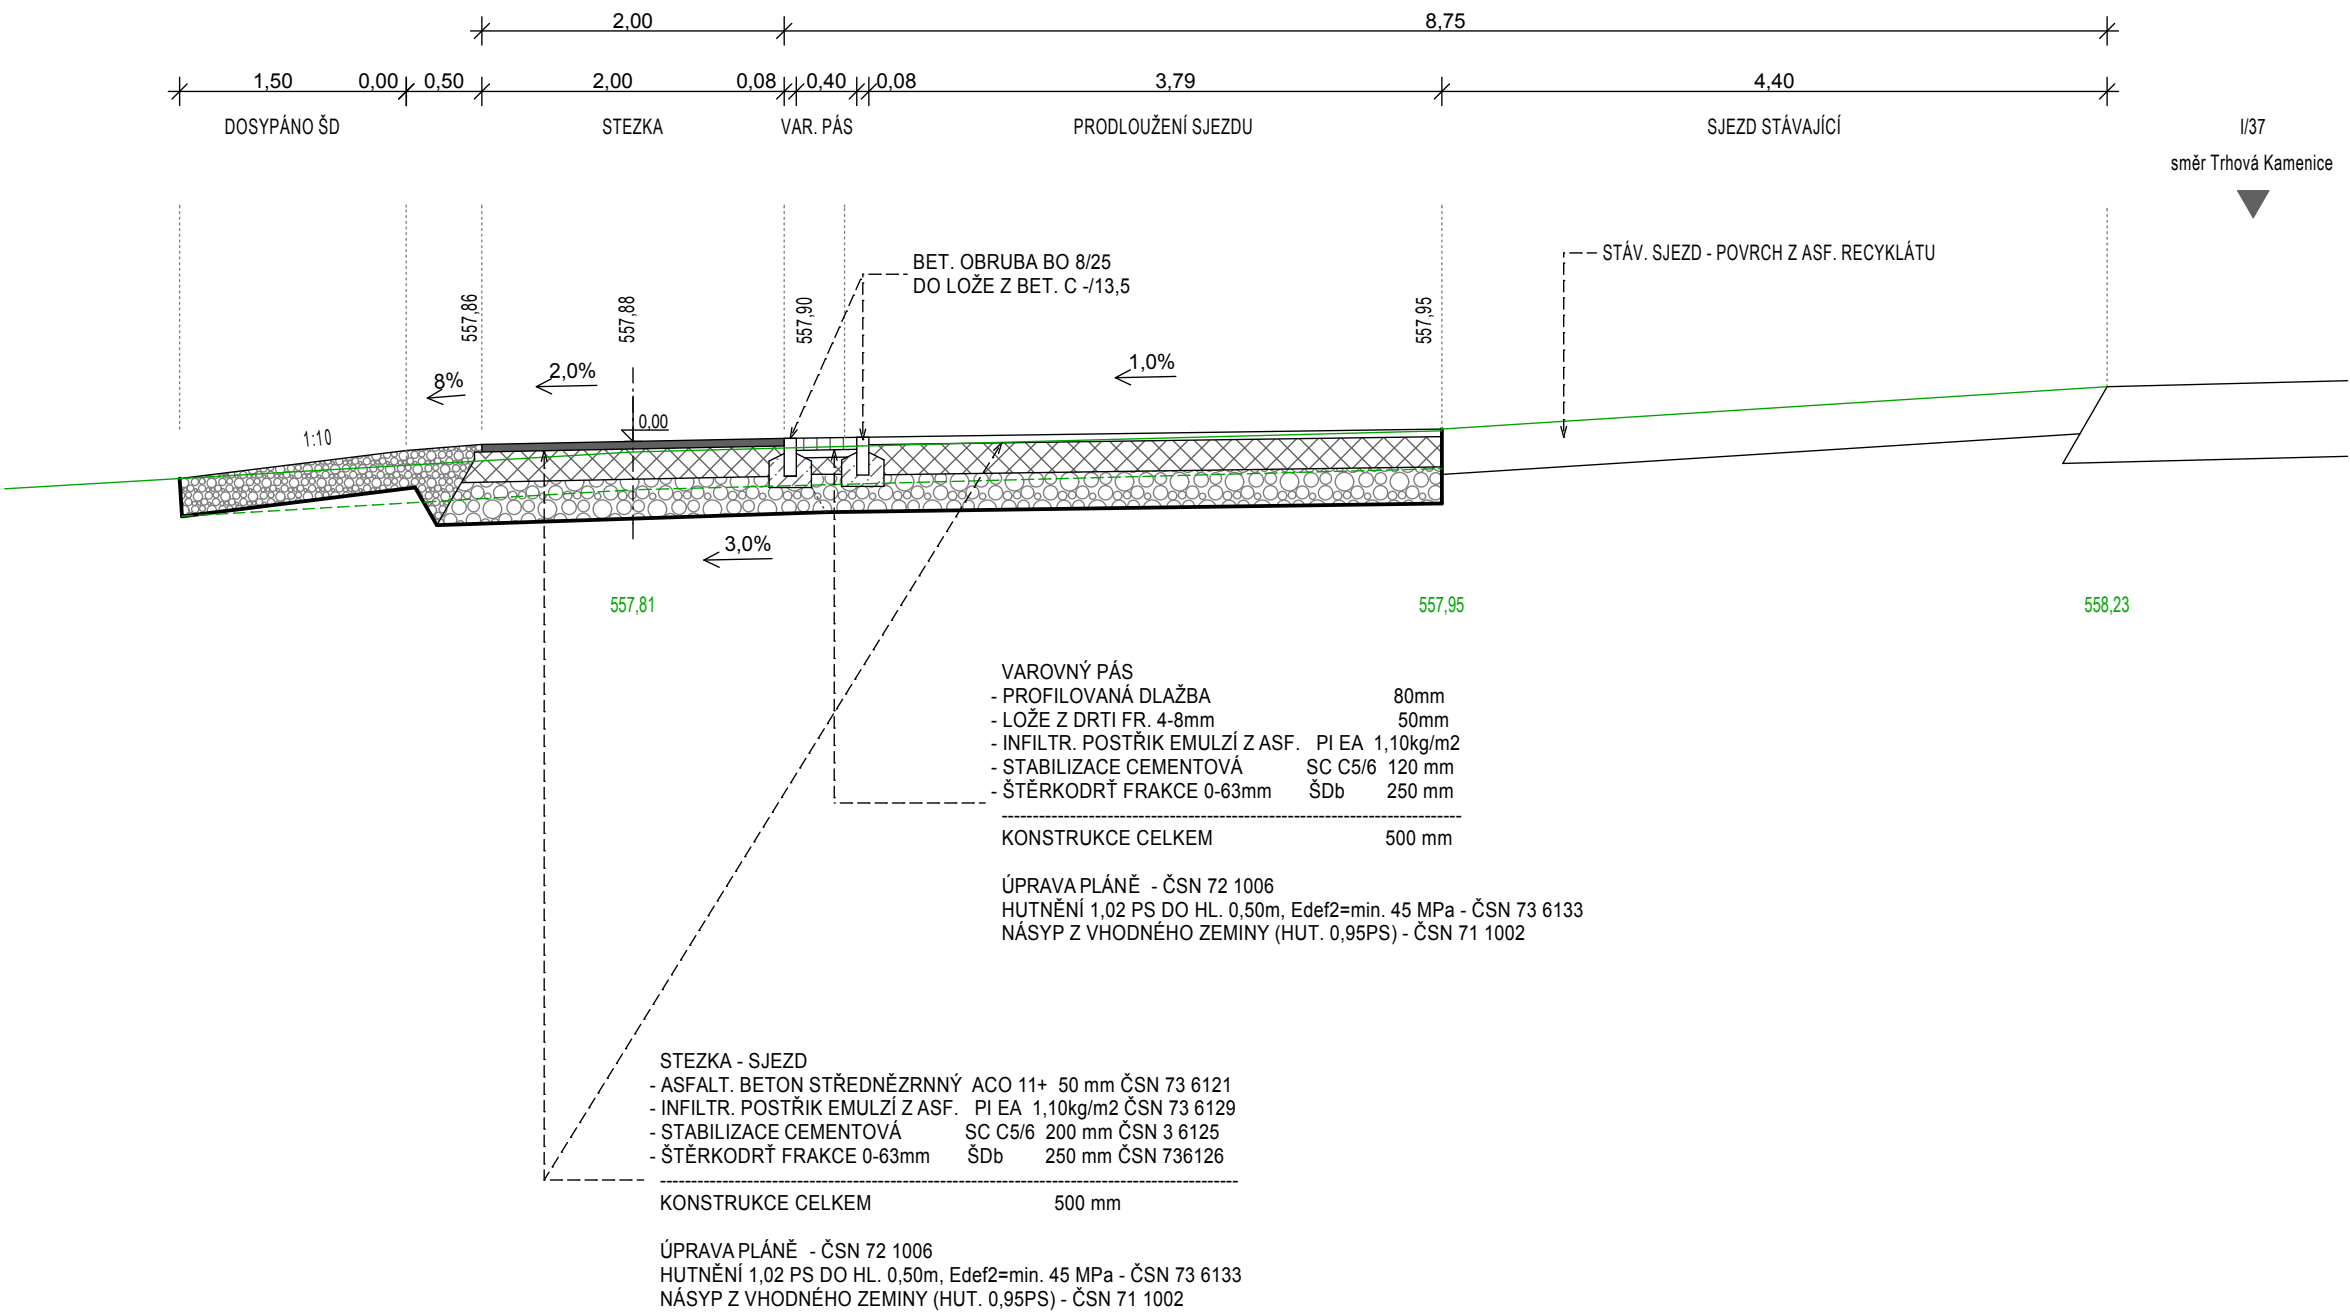 2,00 8,75
1,50 0,00 0,50 2,00 0,08 0,40 0,08 3,79 4,40
DOSYPÁNO ŠD STEZKA VAR. PÁS PRODLOUŽENÍ SJEZDU SJEZD STÁVAJÍCÍ I/37
směr Trhová Kamenice
STÁV. SJEZD - POVRCH Z ASF. RECYKLÁTU
BET. OBRUBA BO 8/25
DO LOŽE Z BET. C -/13,5
557,86 557,88 557,90 557,95
8% 2,0% 1,0%
1:10 0,00
3,0%
557,81 557,95 558,23
VAROVNÝ PÁS
- PROFILOVANÁ DLAŽBA 80mm
- LOŽE Z DRTI FR. 4-8mm 50mm
- INFILTR. POSTŘIK EMULZÍ Z ASF. PI EA 1,10kg/m2
- STABILIZACE CEMENTOVÁ SC C5/6 120 mm
- ŠTĚRKODRŤ FRAKCE 0-63mm ŠDb 250 mm
--------------------------------------------------------------------------
KONSTRUKCE CELKEM 500 mm
ÚPRAVA PLÁNĚ - ČSN 72 1006
HUTNĚNÍ 1,02 PS DO HL. 0,50m, Edef2=min. 45 MPa - ČSN 73 6133
NÁSYP Z VHODNÉHO ZEMINY (HUT. 0,95PS) - ČSN 71 1002
STEZKA - SJEZD
- ASFALT. BETON STŘEDNĚZRNNÝ ACO 11+ 50 mm ČSN 73 6121
- INFILTR. POSTŘIK EMULZÍ Z ASF. PI EA 1,10kg/m2 ČSN 73 6129
- STABILIZACE CEMENTOVÁ SC C5/6 200 mm ČSN 3 6125
- ŠTĚRKODRŤ FRAKCE 0-63mm ŠDb 250 mm ČSN 736126
---------------------------------------------------------------------------------------------
KONSTRUKCE CELKEM 500 mm
ÚPRAVA PLÁNĚ - ČSN 72 1006
HUTNĚNÍ 1,02 PS DO HL. 0,50m, Edef2=min. 45 MPa - ČSN 73 6133
NÁSYP Z VHODNÉHO ZEMINY (HUT. 0,95PS) - ČSN 71 1002